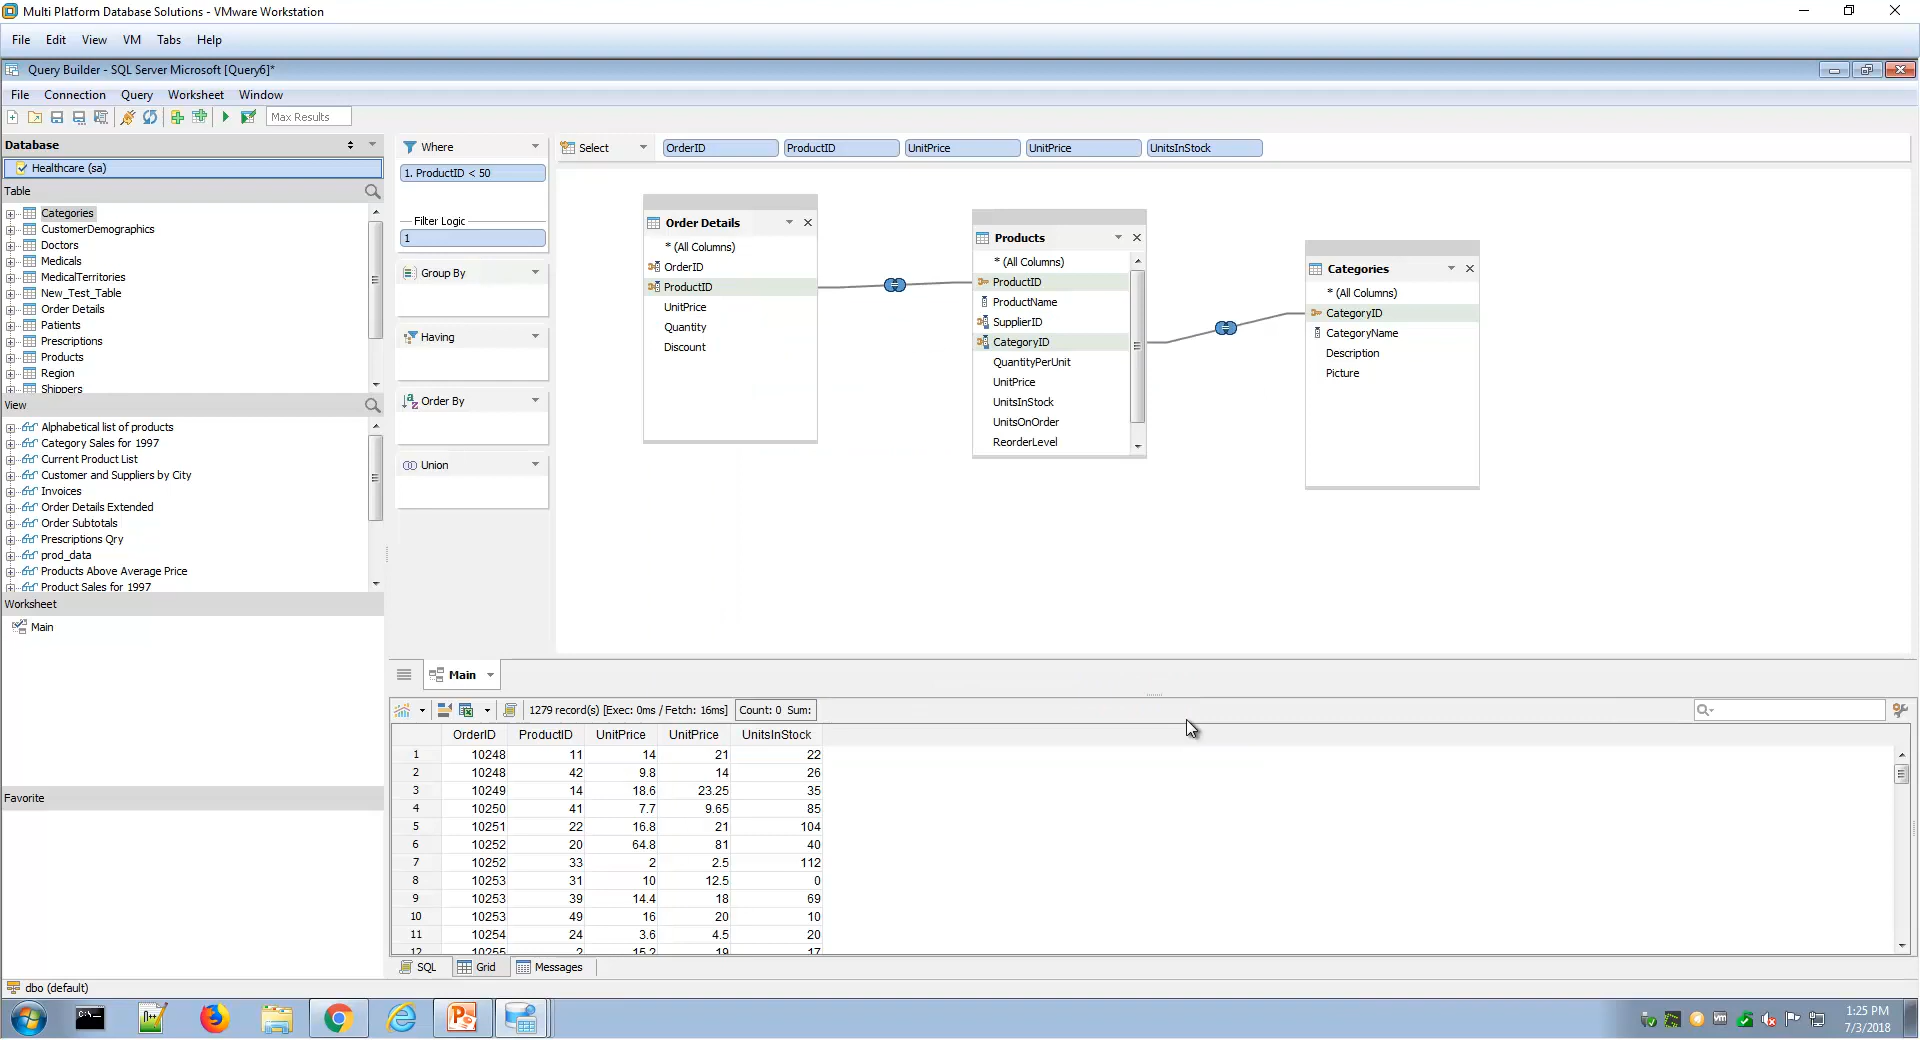 Multi Platform Database Solutions - VMware Workstation
File Edit View VM Tabs Help
Query Builder - SQL Server Microsoft [Query6]*
File Connection Query Worksheet Window
Max Results
Database
Healthcare (sa)
Table
Categories
CustomerDemographics
Doctors
Medicals
MedicalTerritories
New_Test_Table
Order Details
Patients
Prescriptions
Products
Region
Shippers
View
Alphabetical list of products
Category Sales for 1997
Current Product List
Customer and Suppliers by City
Invoices
Order Details Extended
Order Subtotals
Prescriptions Qry
prod_data
Products Above Average Price
Product Sales for 1997
Worksheet
Main
Favorite
Where
1. ProductID < 50
Filter Logic
1
Group By
Having
Order By
Union
Select OrderID ProductID UnitPrice UnitPrice UnitsInStock
Order Details
* (All Columns)
OrderID
ProductID
UnitPrice
Quantity
Discount
Products
* (All Columns)
ProductID
ProductName
SupplierID
CategoryID
QuantityPerUnit
UnitPrice
UnitsInStock
UnitsOnOrder
ReorderLevel
Categories
* (All Columns)
CategoryID
CategoryName
Description
Picture
Main
1279 record(s) [Exec: 0ms / Fetch: 16ms] Count: 0 Sum:
OrderID ProductID UnitPrice UnitPrice UnitsInStock
1 10248 11 14 21 22
2 10248 42 9.8 14 26
3 10249 14 18.6 23.25 35
4 10250 41 7.7 9.65 85
5 10251 22 16.8 21 104
6 10252 20 64.8 81 40
7 10252 33 2 2.5 112
8 10253 31 10 12.5 0
9 10253 39 14.4 18 69
10 10253 49 16 20 10
11 10254 24 3.6 4.5 20
12 10255 2 15.2 19 17
SQL Grid Messages
dbo (default)
1:25 PM
7/3/2018